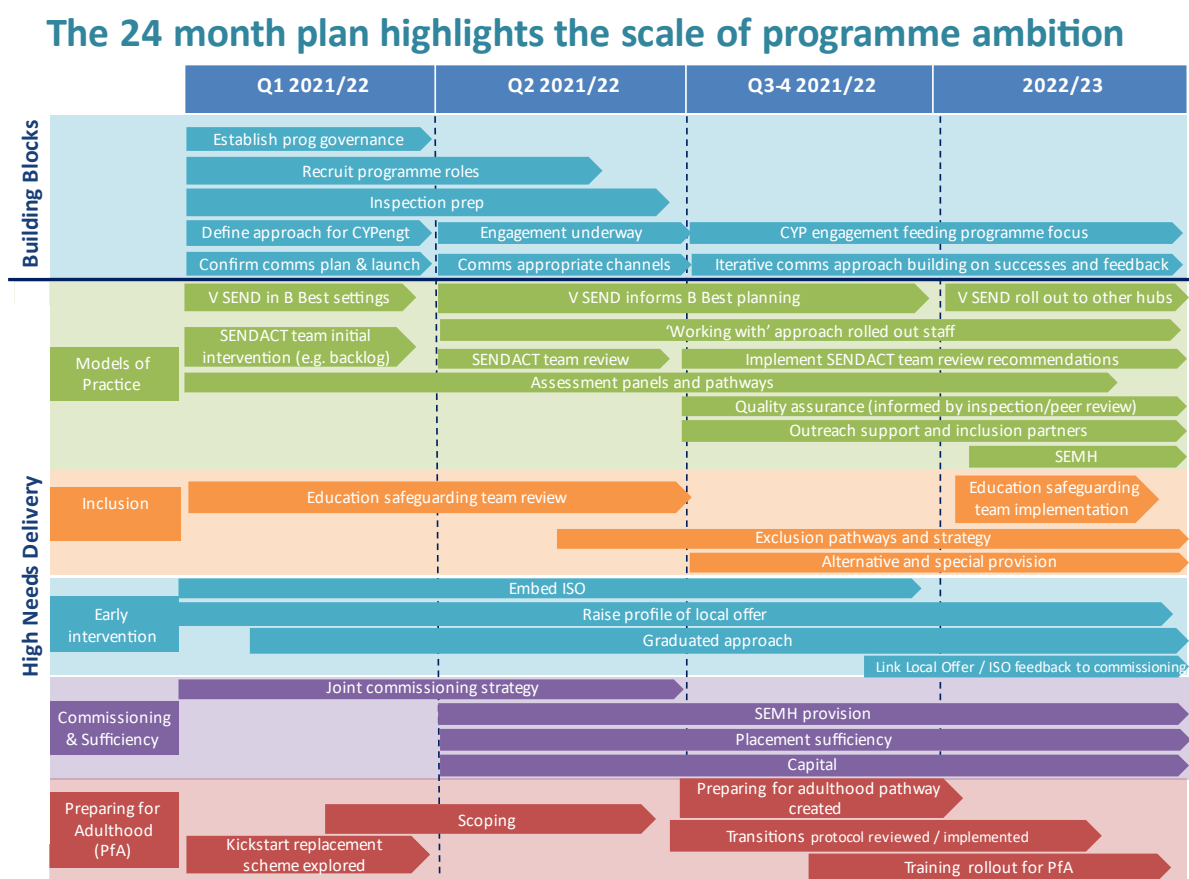 The 24 month plan highlights the scale of programme ambition
Q1 2021/22
Q2 2021/22
Q3-4 2021/22
2022/23
Building Blocks
Establish prog governance
Recruit programme roles
Inspection prep
Define approach for CYPengt
Engagement underway
CYP engagement feeding programme focus
Confirm comms plan & launch
Comms appropriate channels
Iterative comms approach building on successes and feedback
High Needs Delivery
Models of
Practice
V SEND in B Best settings
V SEND informs B Best planning
V SEND roll out to other hubs
SENDACT team initial
intervention (e.g. backlog)
‘Working with’ approach rolled out staff
SENDACT team review
Implement SENDACT team review recommendations
Assessment panels and pathways
Quality assurance (informed by inspection/peer review)
Outreach support and inclusion partners
SEMH
Inclusion
Education safeguarding team review
Education safeguarding
team implementation
Exclusion pathways and strategy
Alternative and special provision
Early
intervention
Embed ISO
Raise profile of local offer
Graduated approach
Link Local Offer / ISO feedback to commissioning
Commissioning
& Sufficiency
Joint commissioning strategy
SEMH provision
Placement sufficiency
Capital
Preparing for
Adulthood
(PfA)
Preparing for adulthood pathway
created
Scoping
Transitions protocol reviewed / implemented
Kickstart replacement
scheme explored
Training rollout for PfA